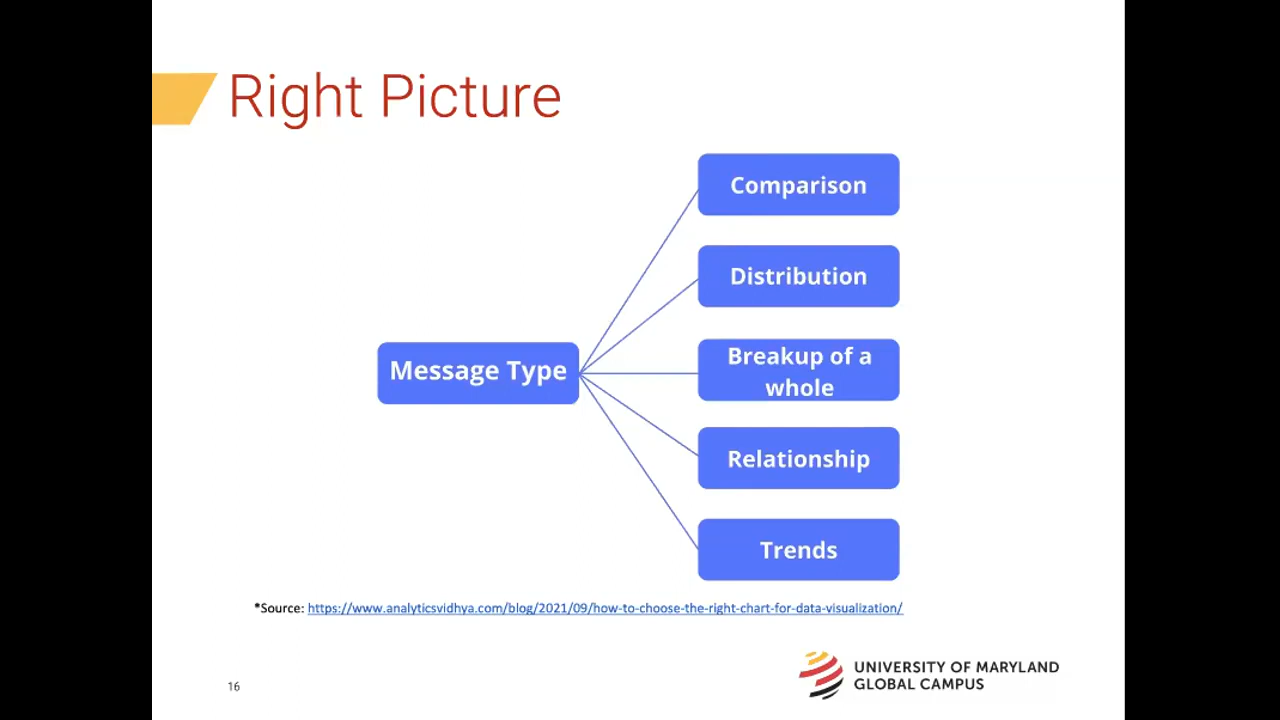 Right Picture
Comparison
Distribution
Message Type
Breakup of a
whole
Relationship
Trends
*Source: https://www.analyticsvidhya.com/blog/2021/09/how-to-choose-the-right-chart-for-data-visualization/
16
UNIVERSITY OF MARYLAND
GLOBAL CAMPUS